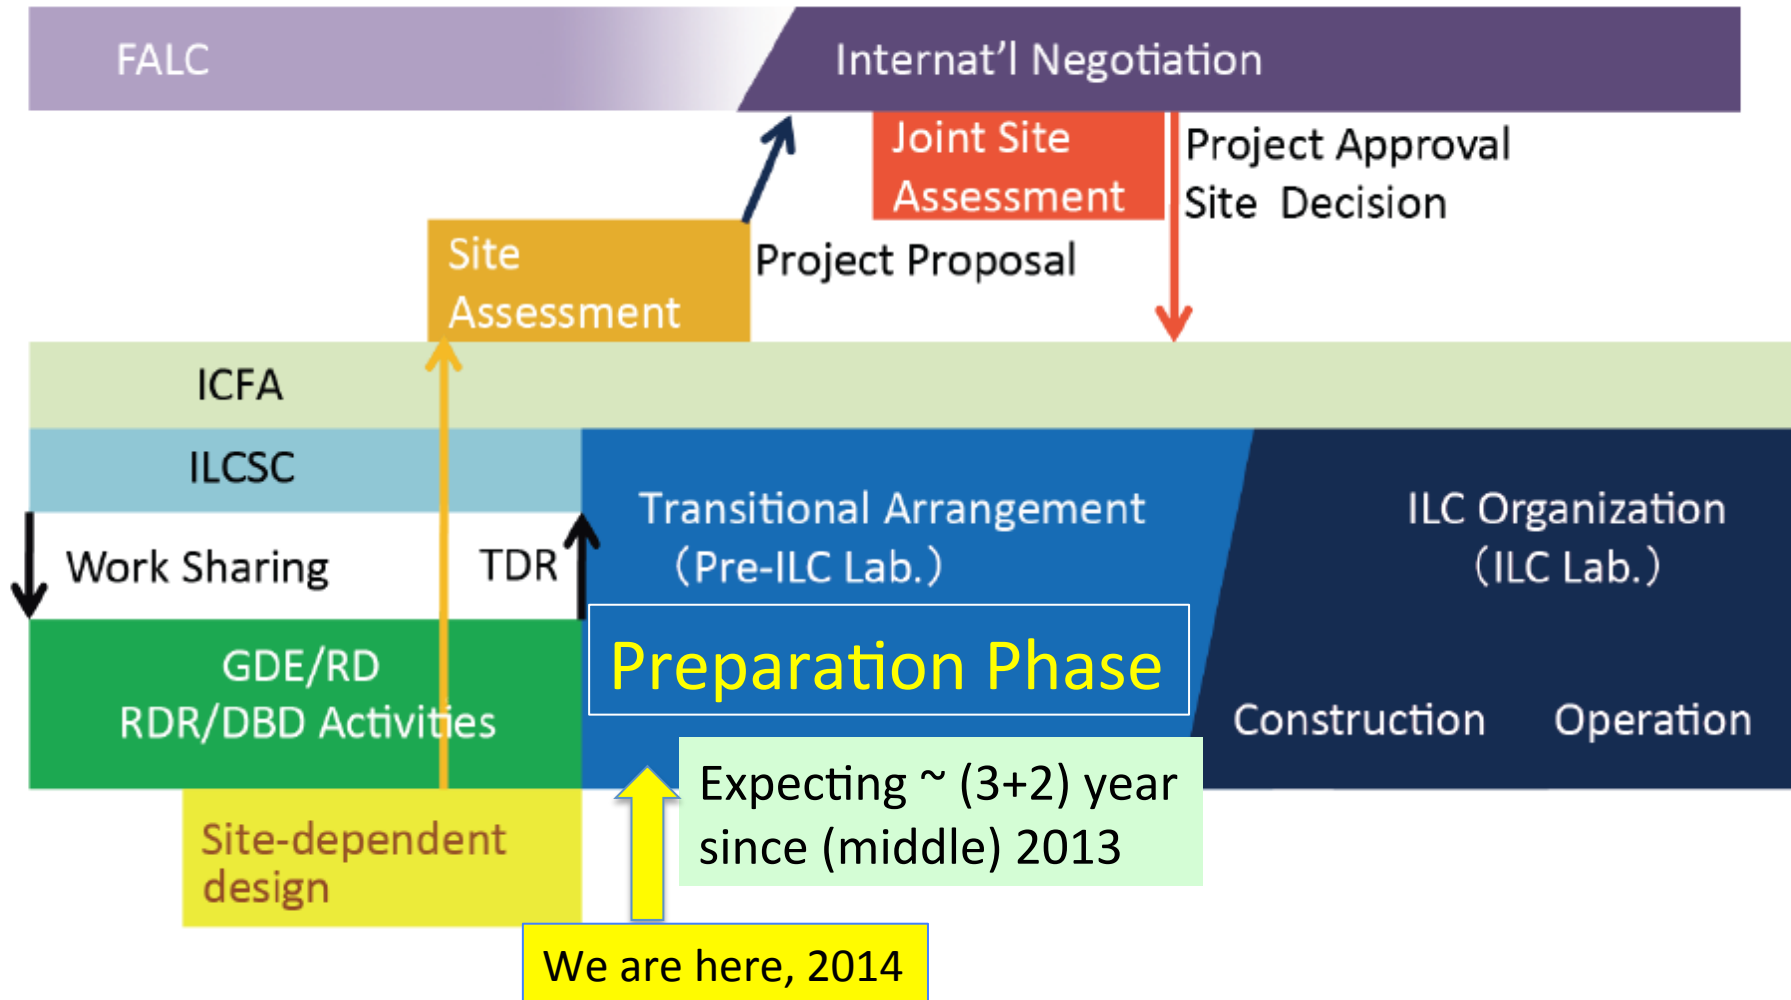 FALC
Internat'l Negotiation
Joint Site
Assessment
Project Approval
Site Decision
Site
Assessment
Project Proposal
ICFA
ILCSC
Work Sharing
TDR
Transitional Arrangement
(Pre-ILC Lab.)
ILC Organization
(ILC Lab.)
GDE/RD
RDR/DBD Activities
Preparation Phase
Construction
Operation
Expecting ~ (3+2) year
since (middle) 2013
Site-dependent
design
We are here, 2014